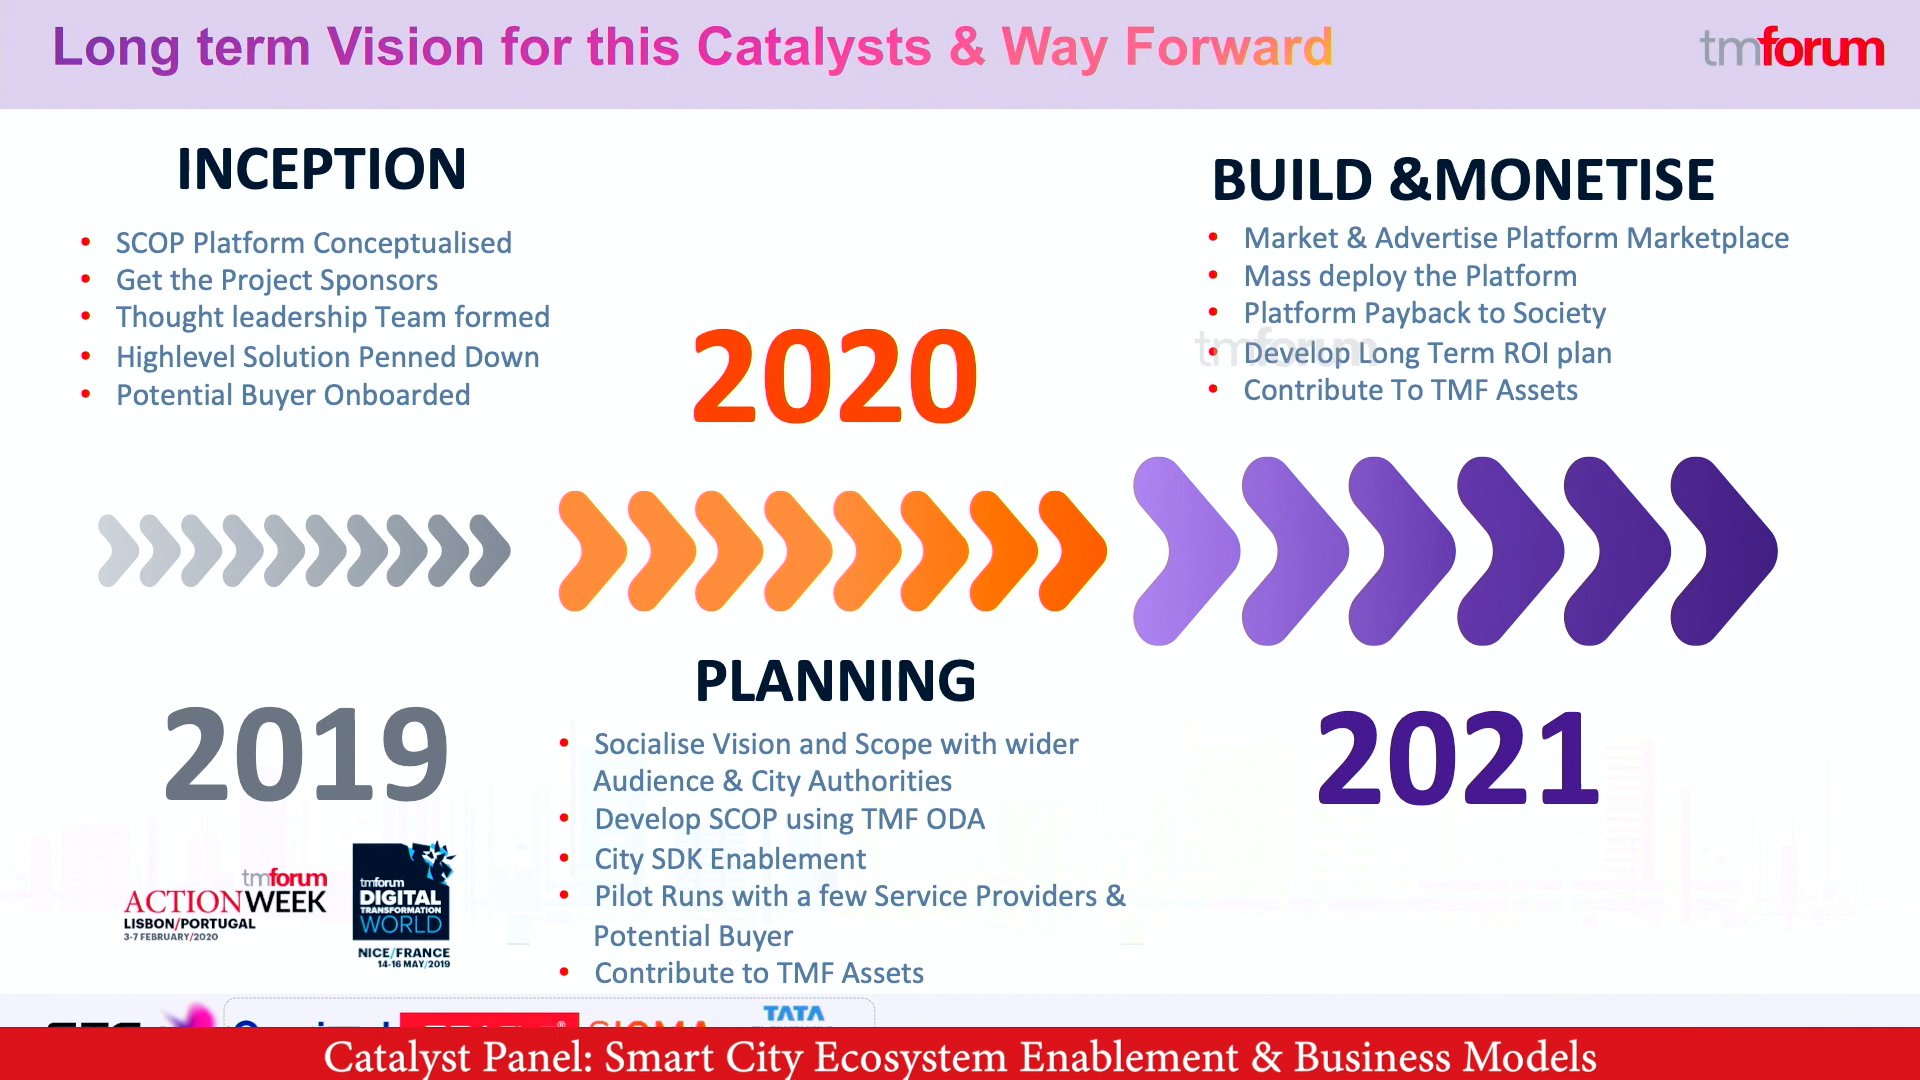 Long term Vision for this Catalysts & Way Forward
tmforum
INCEPTION
• SCOP Platform Conceptualised
• Get the Project Sponsors
• Thought leadership Team formed
• Highlevel Solution Penned Down
• Potential Buyer Onboarded
2020
BUILD &MONETISE
• Market & Advertise Platform Marketplace
• Mass deploy the Platform
• Platform Payback to Society
• Develop Long Term ROI plan
• Contribute To TMF Assets
tmforum
2019
tmforum
ACTIONWEEK
LISBON/PORTUGAL
3-7 FEBRUARY/2020
tmforum
DIGITAL
TRANSFORMATION
WORLD
NICE/FRANCE
14-16 MAY/2019
PLANNING
• Socialise Vision and Scope with wider
Audience & City Authorities
• Develop SCOP using TMF ODA
• City SDK Enablement
• Pilot Runs with a few Service Providers &
Potential Buyer
• Contribute to TMF Assets
2021
TATA
Catalyst Panel: Smart City Ecosystem Enablement & Business Models